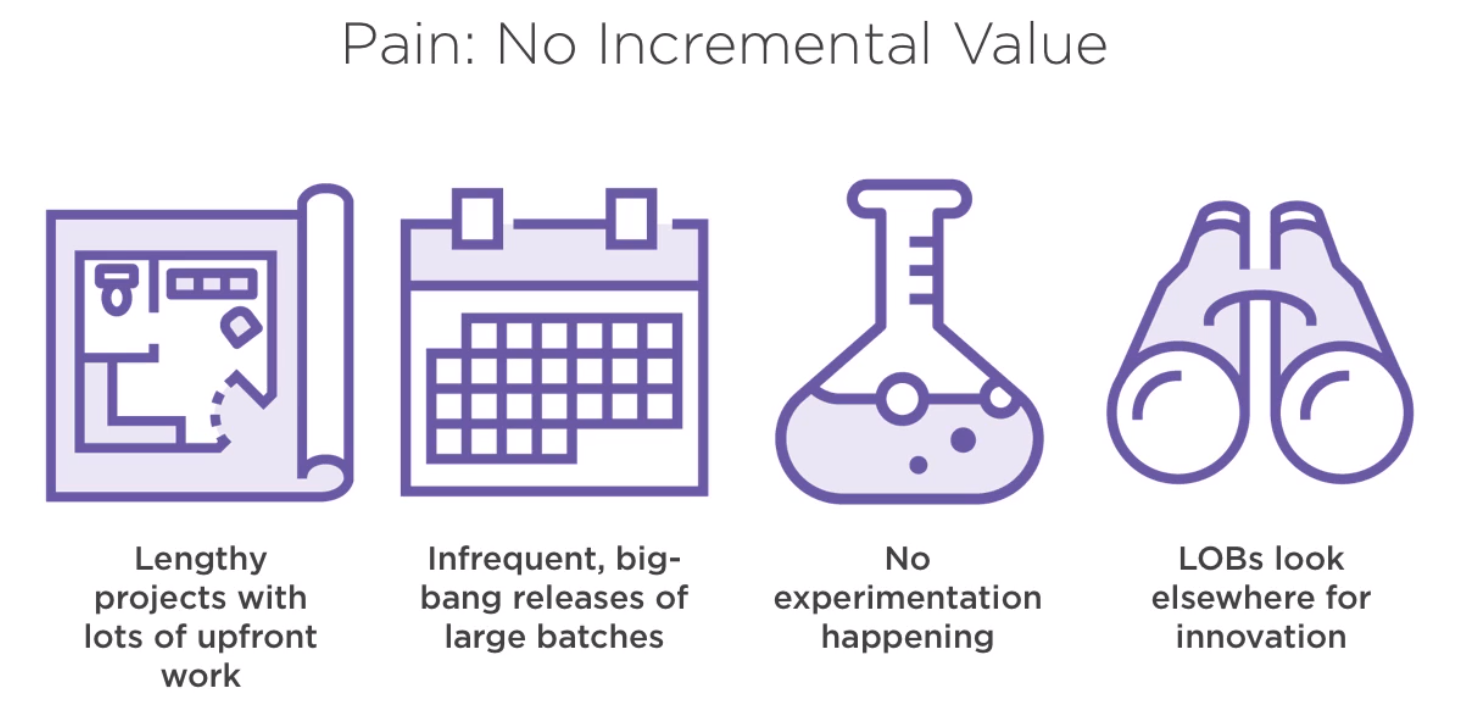 Pain: No Incremental Value
Lengthy
projects with
lots of upfront
work
Infrequent, big-
bang releases of
large batches
No
experimentation
happening
LOBs look
elsewhere for
innovation